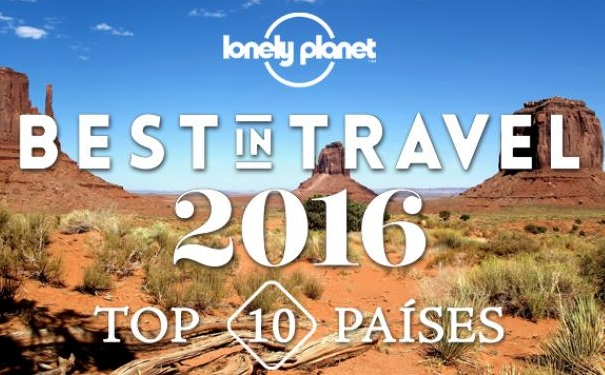 lonely planet
BEST IN TRAVEL
2016
TOP 10 PAÍSES